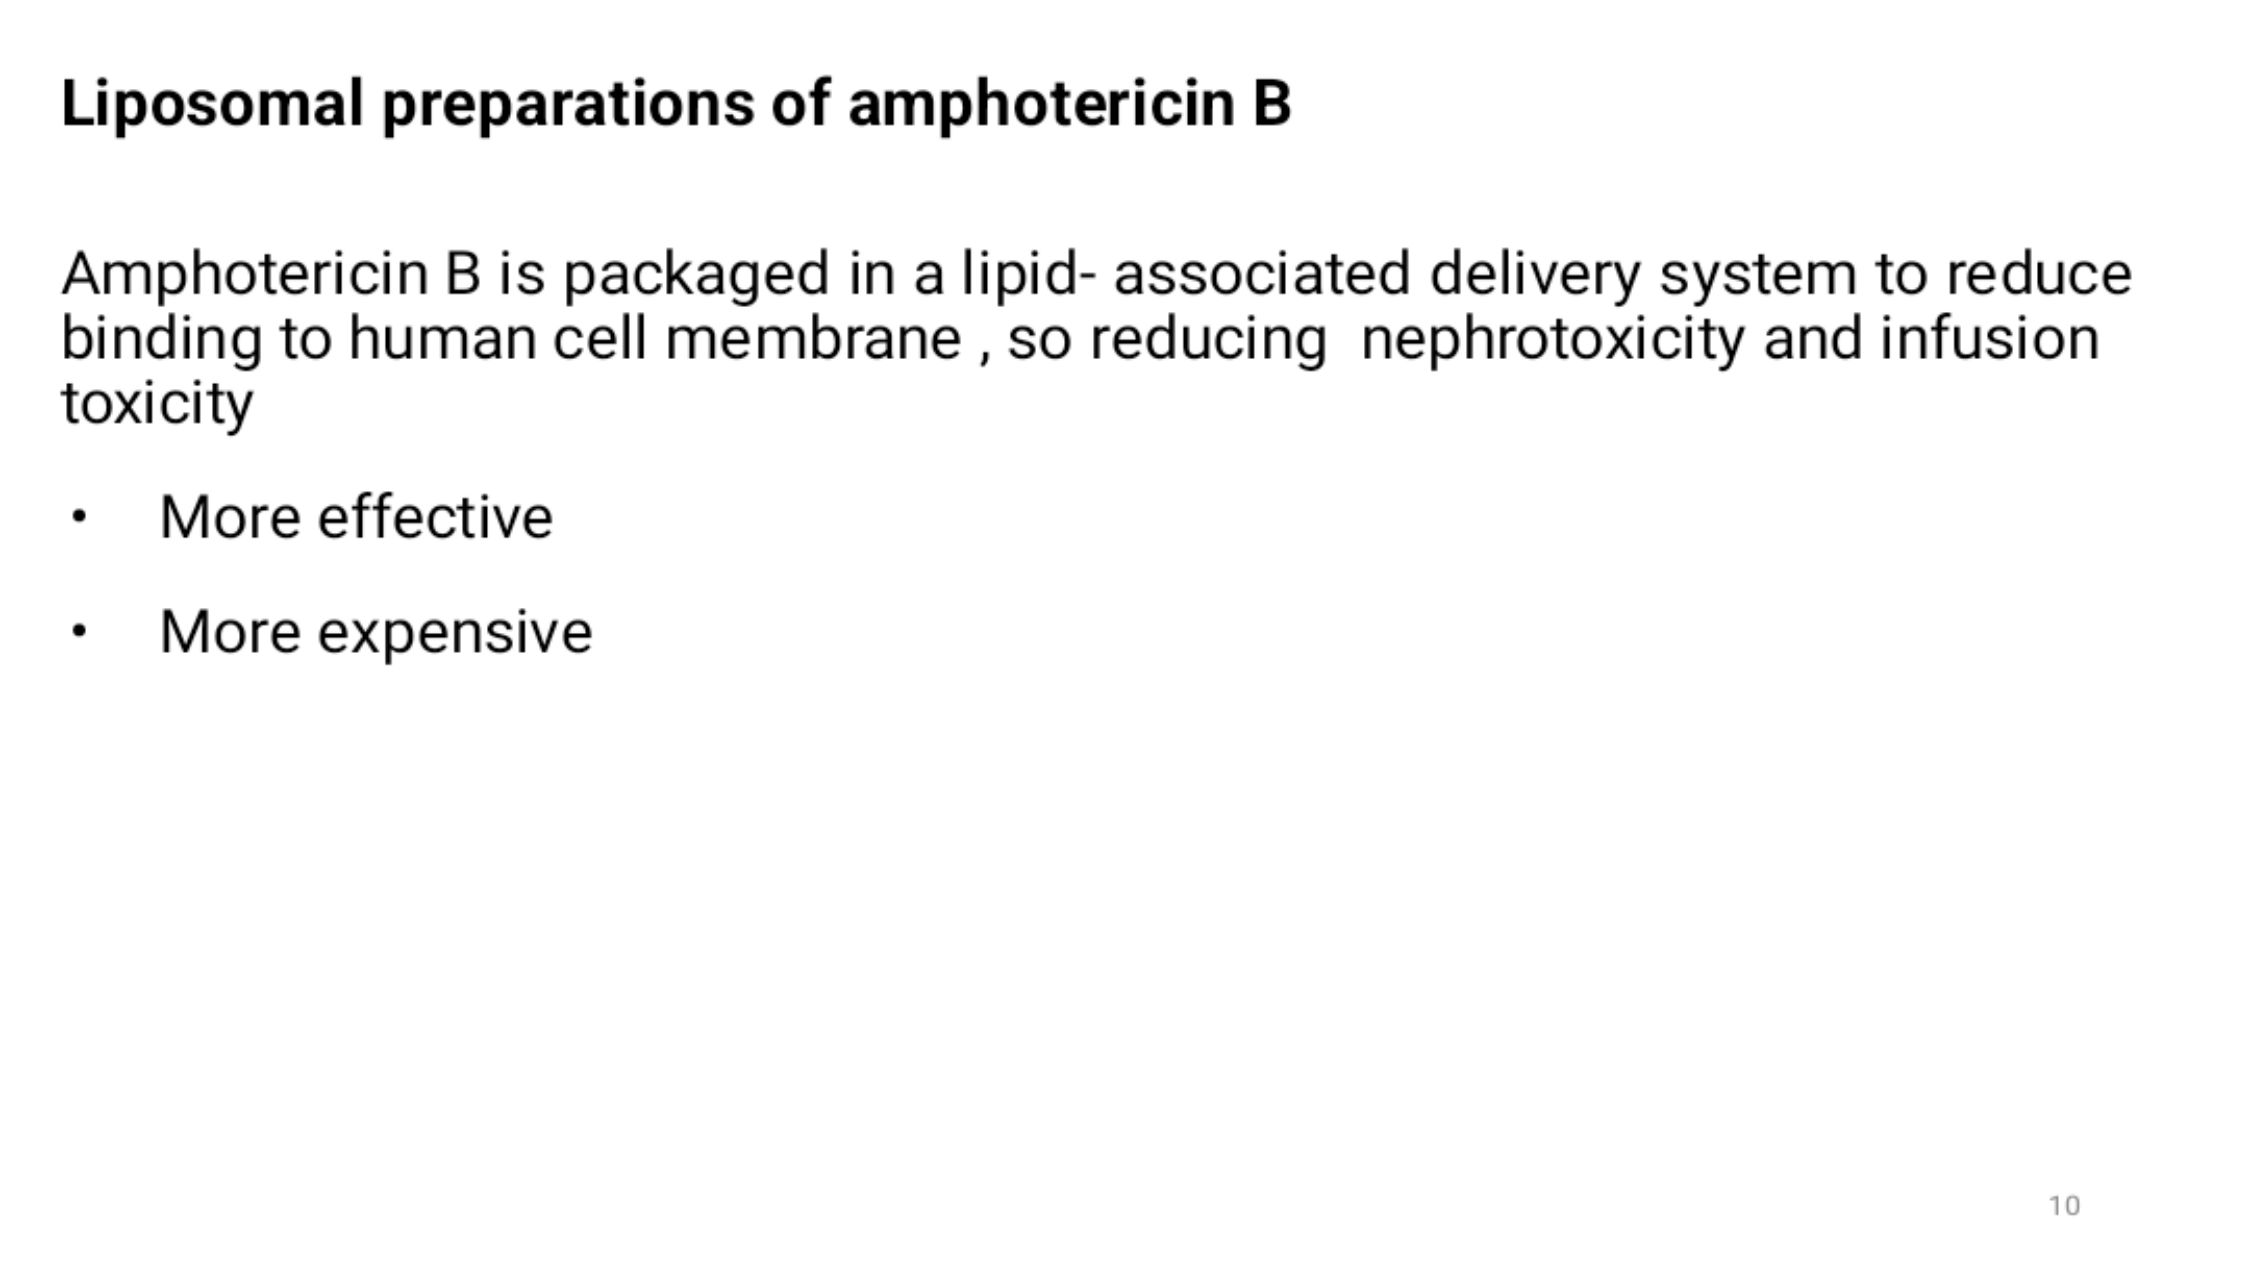 Liposomal preparations of amphotericin B
Amphotericin B is packaged in a lipid- associated delivery system to reduce
binding to human cell membrane , so reducing  nephrotoxicity and infusion
toxicity
• More effective
• More expensive
10